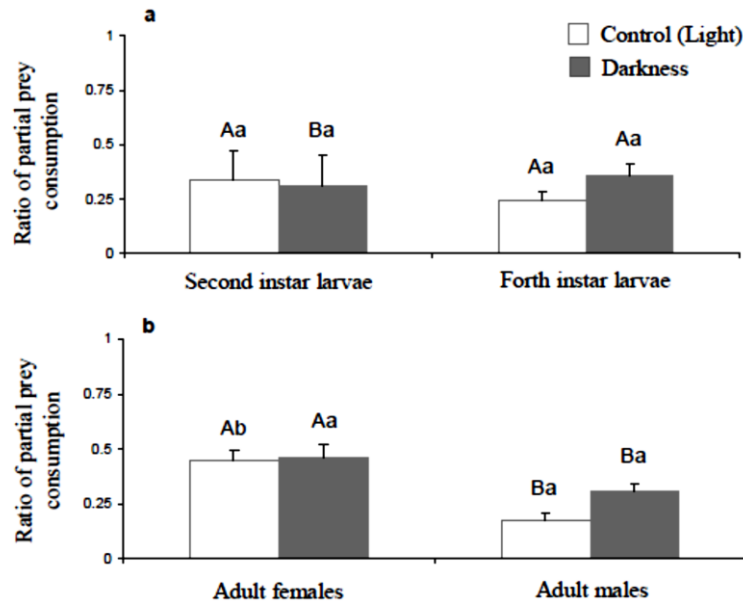 a
Control (Light)
Darkness
Ratio of partial prey
consumption
1
0.75
0.5
0.25
0
Aa
Ba
Aa
Aa
Second instar larvae
Forth instar larvae
b
Ratio of partial prey
consumption
1
0.75
0.5
0.25
0
Ab
Aa
Ba
Ba
Adult females
Adult males